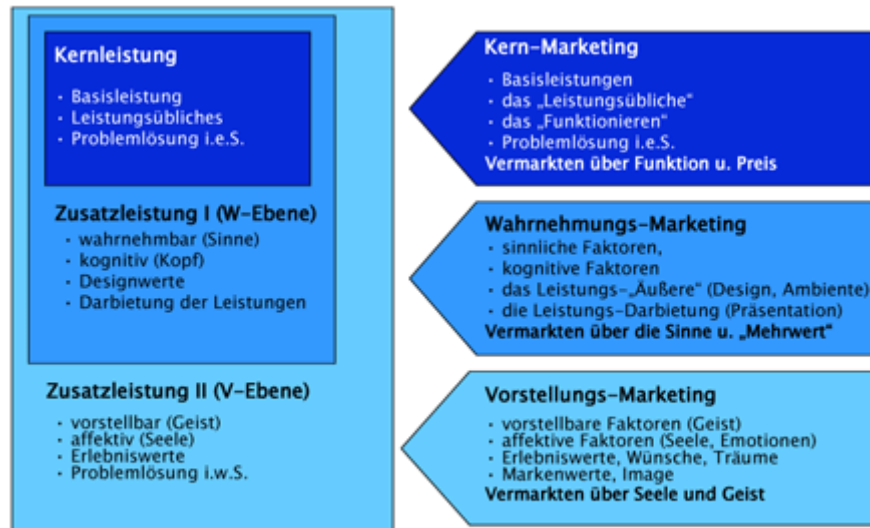 Kernleistung
· Basisleistung
· Leistungsübliches
· Problemlösung i.e.S.
Zusatzleistung I (W-Ebene)
· wahrnehmbar (Sinne)
· kognitiv (Kopf)
· Designwerte
· Darbietung der Leistungen
Zusatzleistung II (V-Ebene)
· vorstellbar (Geist)
· affektiv (Seele)
· Erlebniswerte
· Problemlösung i.w.S.
Kern-Marketing
· Basisleistungen
· das „Leistungsübliche“
· das „Funktionieren“
· Problemlösung i.e.S.
Vermarkten über Funktion u. Preis
Wahrnehmungs-Marketing
· sinnliche Faktoren,
· kognitive Faktoren
· das Leistungs-„Äußere“ (Design, Ambiente)
· die Leistungs-Darbietung (Präsentation)
Vermarkten über die Sinne u. „Mehrwert“
Vorstellungs-Marketing
· vorstellbare Faktoren (Geist)
· affektive Faktoren (Seele, Emotionen)
· Erlebniswerte, Wünsche, Träume
· Markenwerte, Image
Vermarkten über Seele und Geist